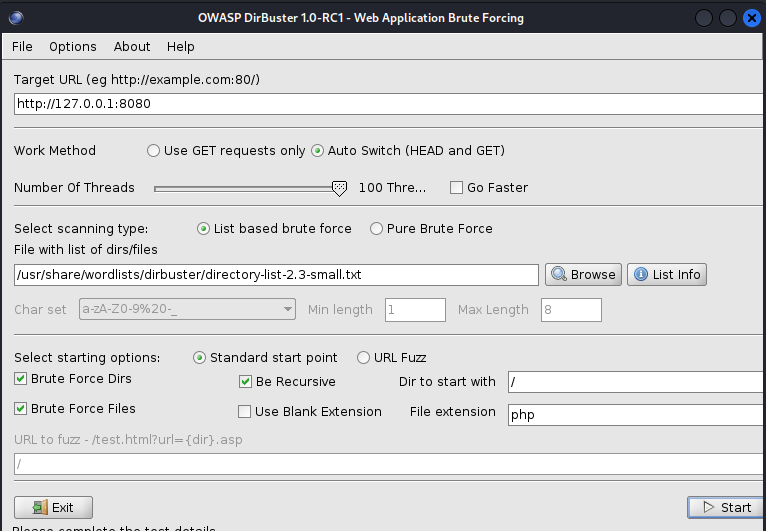 OWASP DirBuster 1.0-RC1 - Web Application Brute Forcing
File Options About Help
Target URL (eg http://example.com:80/)
http://127.0.0.1:8080
Work Method Use GET requests only Auto Switch (HEAD and GET)
Number Of Threads 100 Thre... Go Faster
Select scanning type: List based brute force Pure Brute Force
File with list of dirs/files
/usr/share/wordlists/dirbuster/directory-list-2.3-small.txt Browse List Info
Char set a-zA-Z0-9%20-_ Min length 1 Max Length 8
Select starting options: Standard start point URL Fuzz
Brute Force Dirs Be Recursive Dir to start with /
Brute Force Files Use Blank Extension File extension php
URL to fuzz - /test.html?url={dir}.asp
/
Exit Start
Please complete the test details